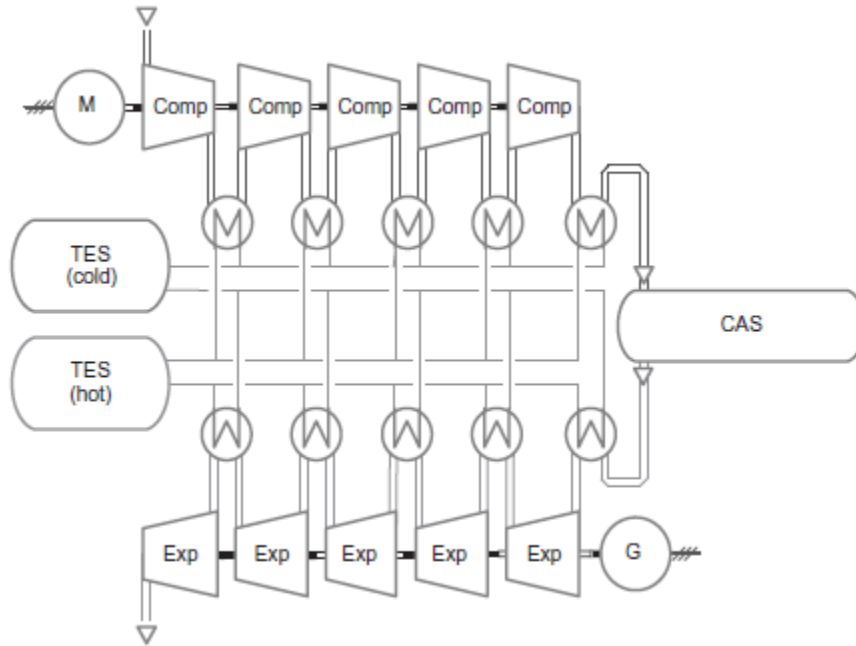 M
Comp
Comp
Comp
Comp
Comp
TES
(cold)
CAS
TES
(hot)
Exp
Exp
Exp
Exp
Exp
G